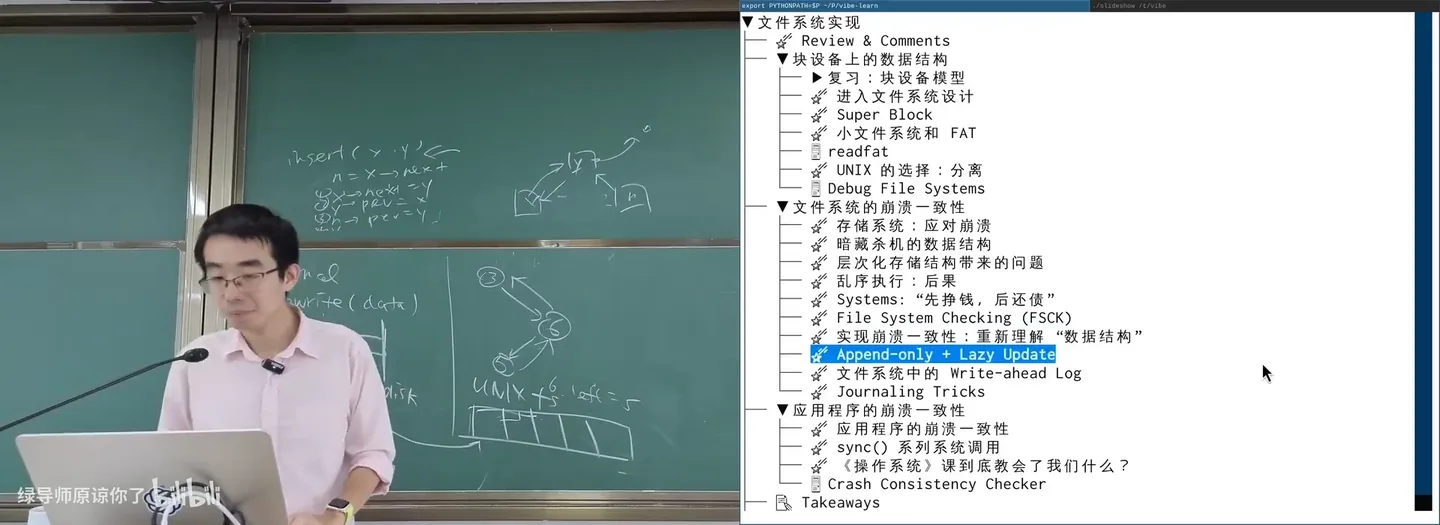 insert(x, y)
n = x → next
① x → next = y
② y → prev = x
③ n → prev = y
write(data)
disk
绿导师原谅你了
bilibili
export PYTHONPATH=$P ~/P/vibe-learn
./slideshow /t/vibe
文件系统实现
Review & Comments
块设备上的数据结构
复习：块设备模型
进入文件系统设计
Super Block
小文件系统和 FAT
readfat
UNIX 的选择：分离
Debug File Systems
文件系统的崩溃一致性
存储系统：应对崩溃
暗藏杀机的数据结构
层次化存储结构带来的问题
乱序执行：后果
Systems: “先挣钱, 后还债”
File System Checking (FSCK)
实现崩溃一致性：重新理解 “数据结构”
Append-only + Lazy Update
文件系统中的 Write-ahead Log
Journaling Tricks
应用程序的崩溃一致性
应用程序的崩溃一致性
sync() 系列系统调用
《操作系统》课到底教会了我们什么？
Crash Consistency Checker
Takeaways